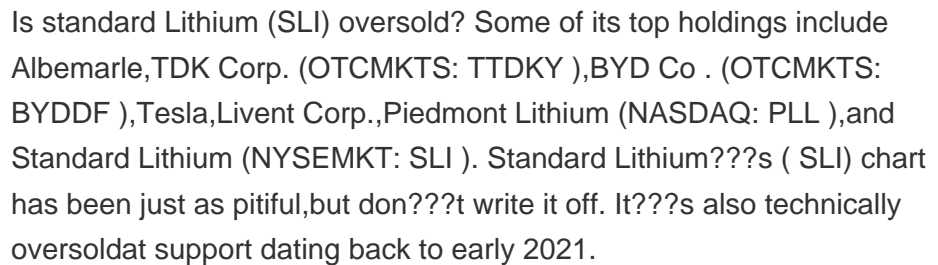 Is standard Lithium (SLI) oversold? Some of its top holdings include
Albemarle,TDK Corp. (OTCMKTS: TTDKY ),BYD Co . (OTCMKTS:
BYDDF ),Tesla,Livent Corp.,Piedmont Lithium (NASDAQ: PLL ),and
Standard Lithium (NYSEMKT: SLI ). Standard Lithium???s ( SLI) chart
has been just as pitiful,but don???t write it off. It???s also technically
oversoldat support dating back to early 2021.